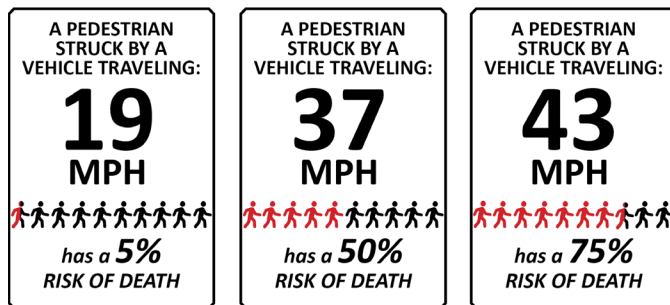 A PEDESTRIAN
STRUCK BY A
VEHICLE TRAVELING:
19
MPH
has a 5%
RISK OF DEATH
A PEDESTRIAN
STRUCK BY A
VEHICLE TRAVELING:
37
MPH
has a 50%
RISK OF DEATH
A PEDESTRIAN
STRUCK BY A
VEHICLE TRAVELING:
43
MPH
has a 75%
RISK OF DEATH